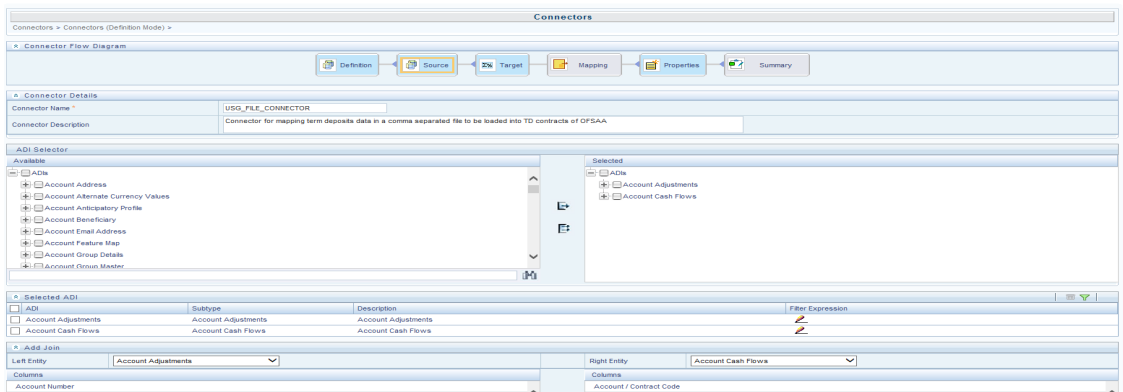 Connectors
Connectors > Connectors (Definition Mode) >
Connector Flow Diagram
Definition Source Target Mapping Properties Summary
Connector Details
Connector Name * USG_FILE_CONNECTOR
Connector Description Connector for mapping term deposits data in a comma separated file to be loaded into TD contracts of OFSAA
ADI Selector
Available Selected
ADIs ADIs
Account Address Account Adjustments
Account Alternate Currency Values Account Cash Flows
Account Anticipatory Profile
Account Beneficiary
Account Email Address
Account Feature Map
Account Group Details
Account Group Master
Selected ADI
ADI Subtype Description Filter Expression
Account Adjustments Account Adjustments Account Adjustments
Account Cash Flows Account Cash Flows Account Cash Flows
Add Join
Left Entity Account Adjustments Right Entity Account Cash Flows
Columns Columns
Account Number Account / Contract Code